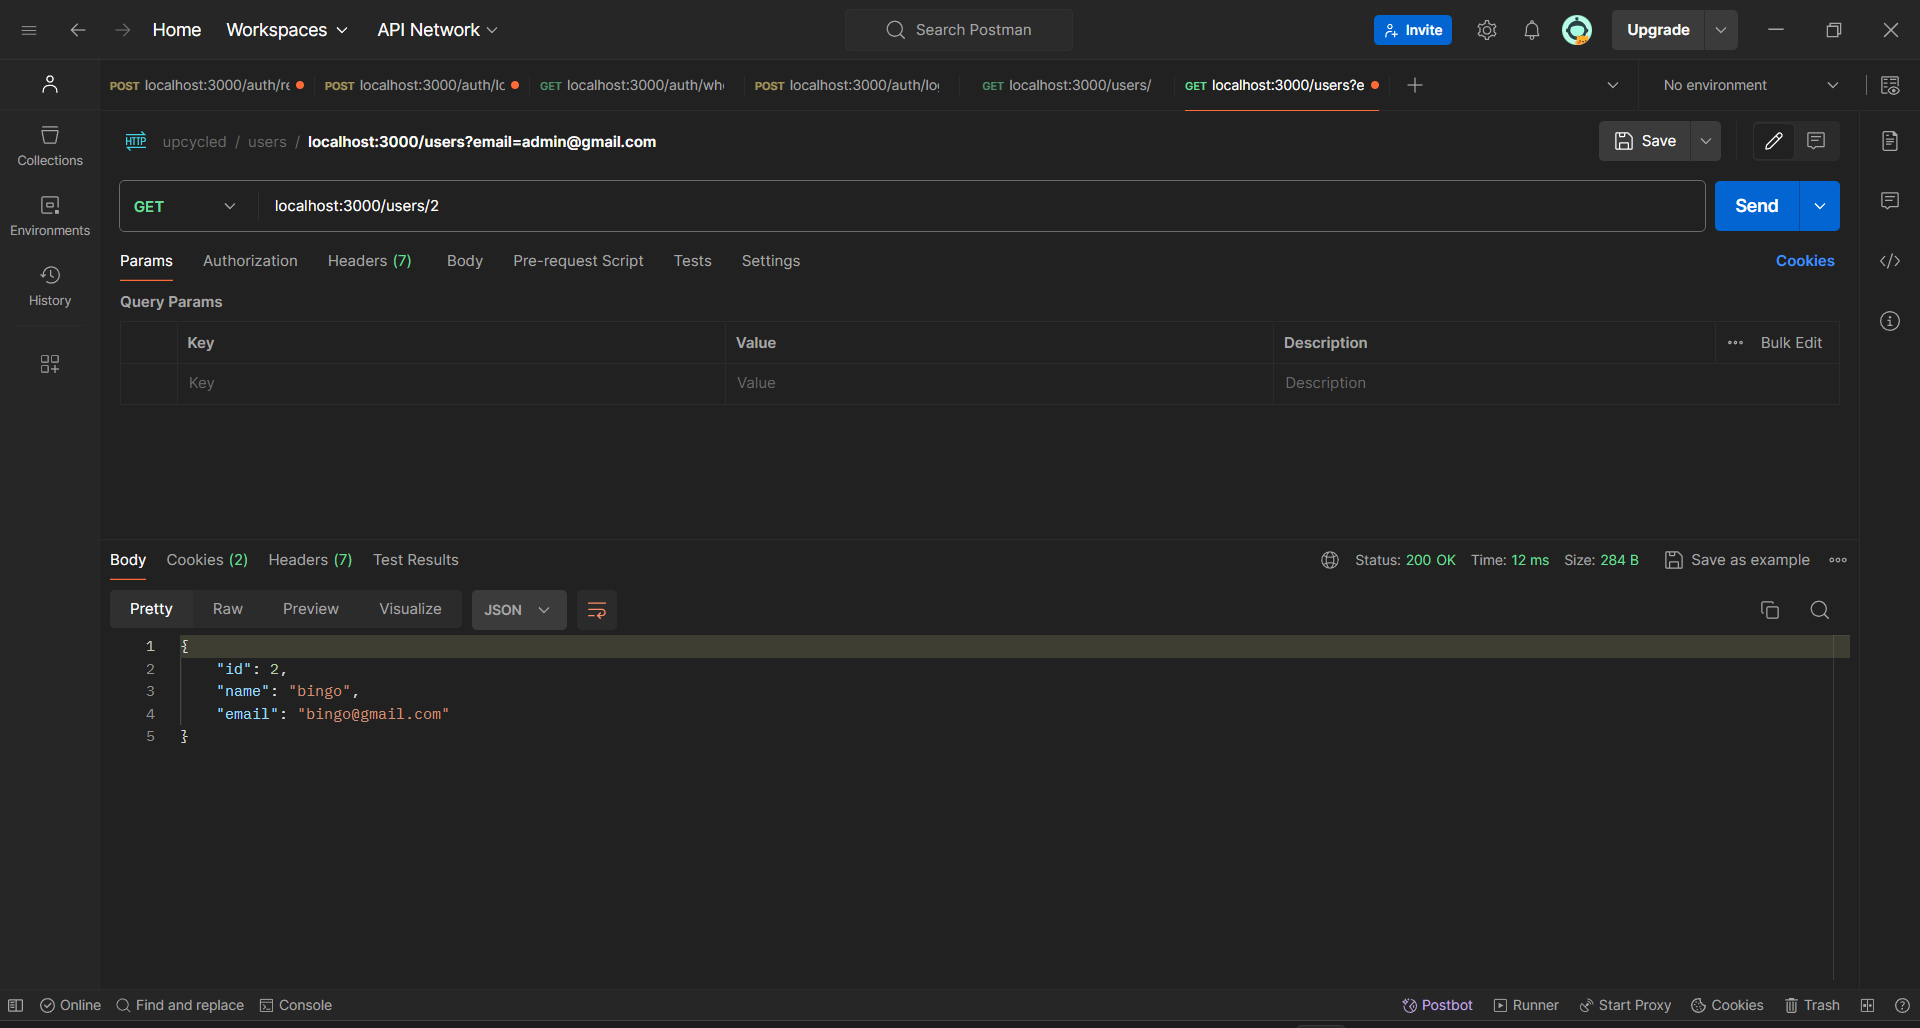 Home Workspaces API Network Search Postman Invite Upgrade
POST localhost:3000/auth/re POST localhost:3000/auth/lo GET localhost:3000/auth/who POST localhost:3000/auth/log GET localhost:3000/users/ GET localhost:3000/users?e No environment
upcycled / users / localhost:3000/users?email=admin@gmail.com Save
HTTP
Collections
GET localhost:3000/users/2 Send
Environments
Params Authorization Headers (7) Body Pre-request Script Tests Settings Cookies
History
Query Params
Key Value Description Bulk Edit
Key Value Description
Body Cookies (2) Headers (7) Test Results Status: 200 OK Time: 12 ms Size: 284 B Save as example
Pretty Raw Preview Visualize JSON
1 {
2 "id": 2,
3 "name": "bingo",
4 "email": "bingo@gmail.com"
5 }
Online Find and replace Console Postbot Runner Start Proxy Cookies Trash